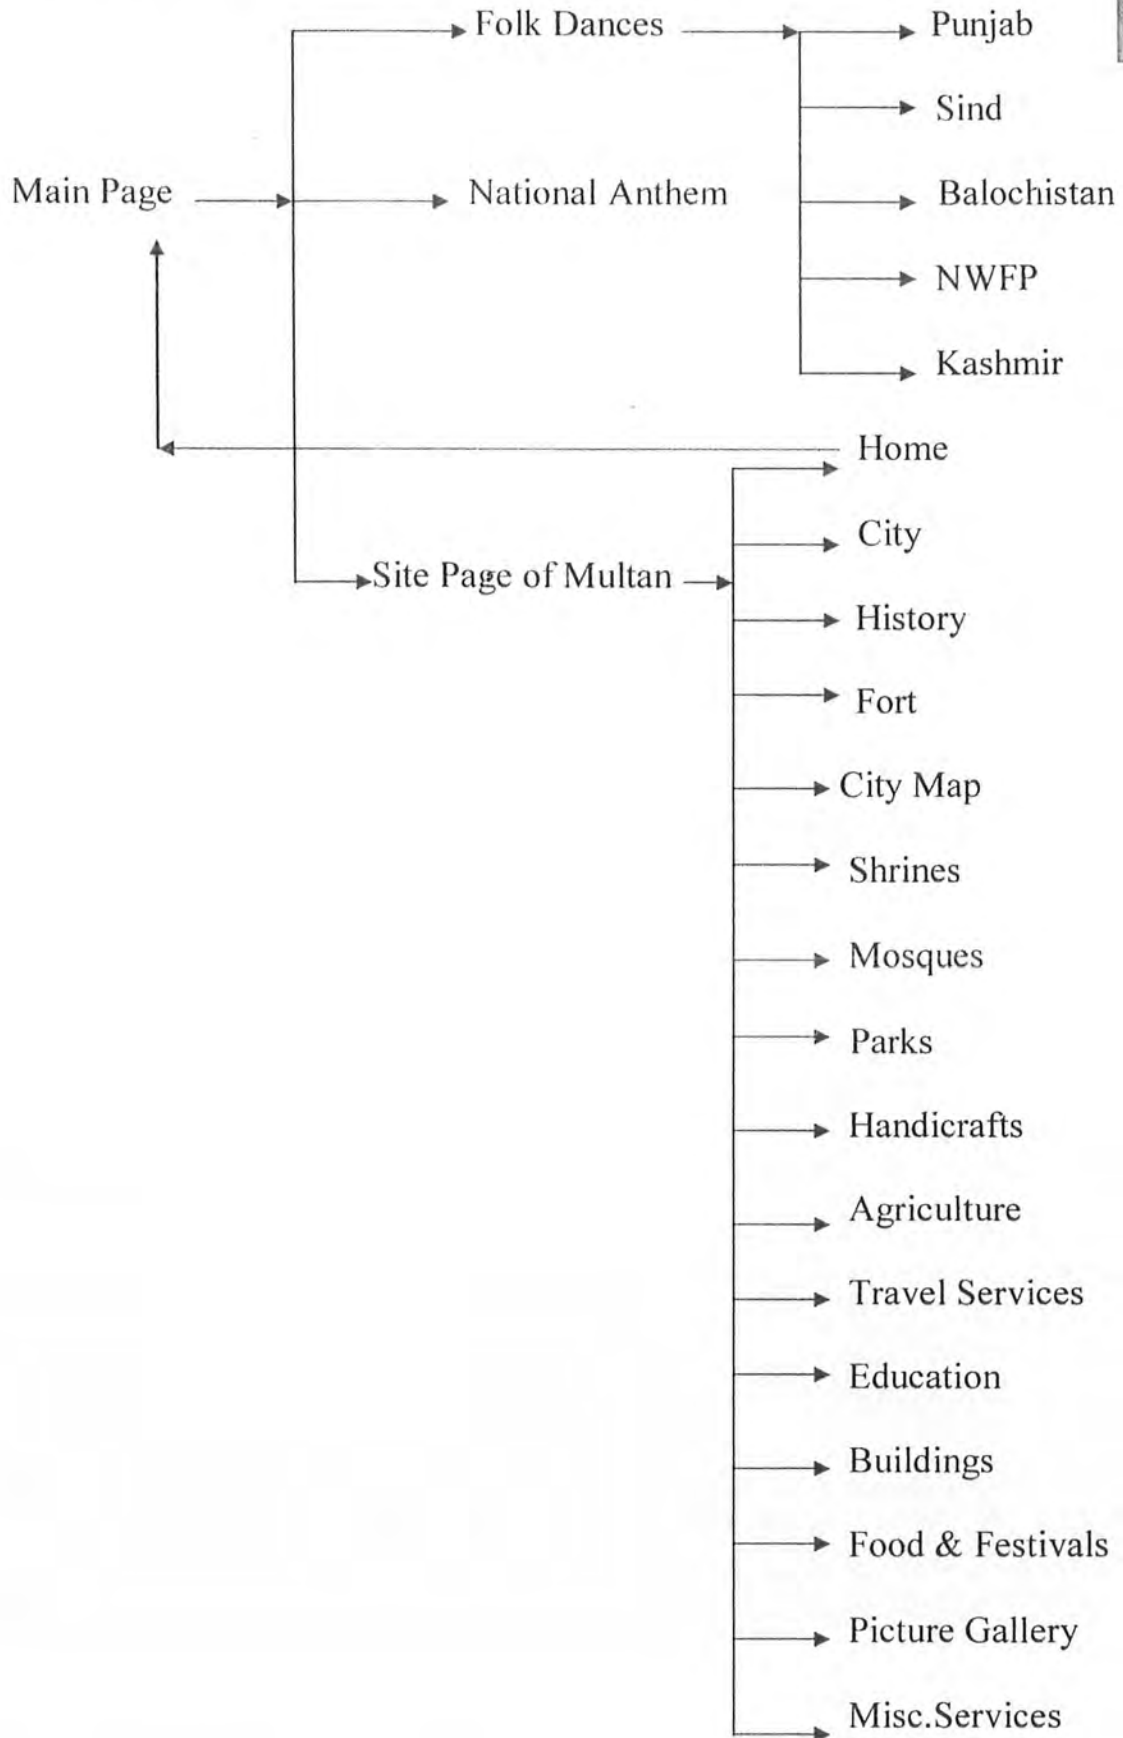 Folk Dances
Punjab
Sind
Main Page
National Anthem
Balochistan
NWFP
Kashmir
Home
City
Site Page of Multan
History
Fort
City Map
Shrines
Mosques
Parks
Handicrafts
Agriculture
Travel Services
Education
Buildings
Food & Festivals
Picture Gallery
Misc.Services